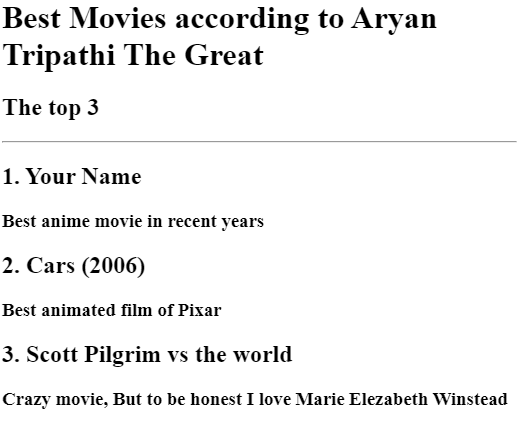 Best Movies according to Aryan
Tripathi The Great
The top 3
1. Your Name
Best anime movie in recent years
2. Cars (2006)
Best animated film of Pixar
3. Scott Pilgrim vs the world
Crazy movie, But to be honest I love Marie Elezabeth Winstead